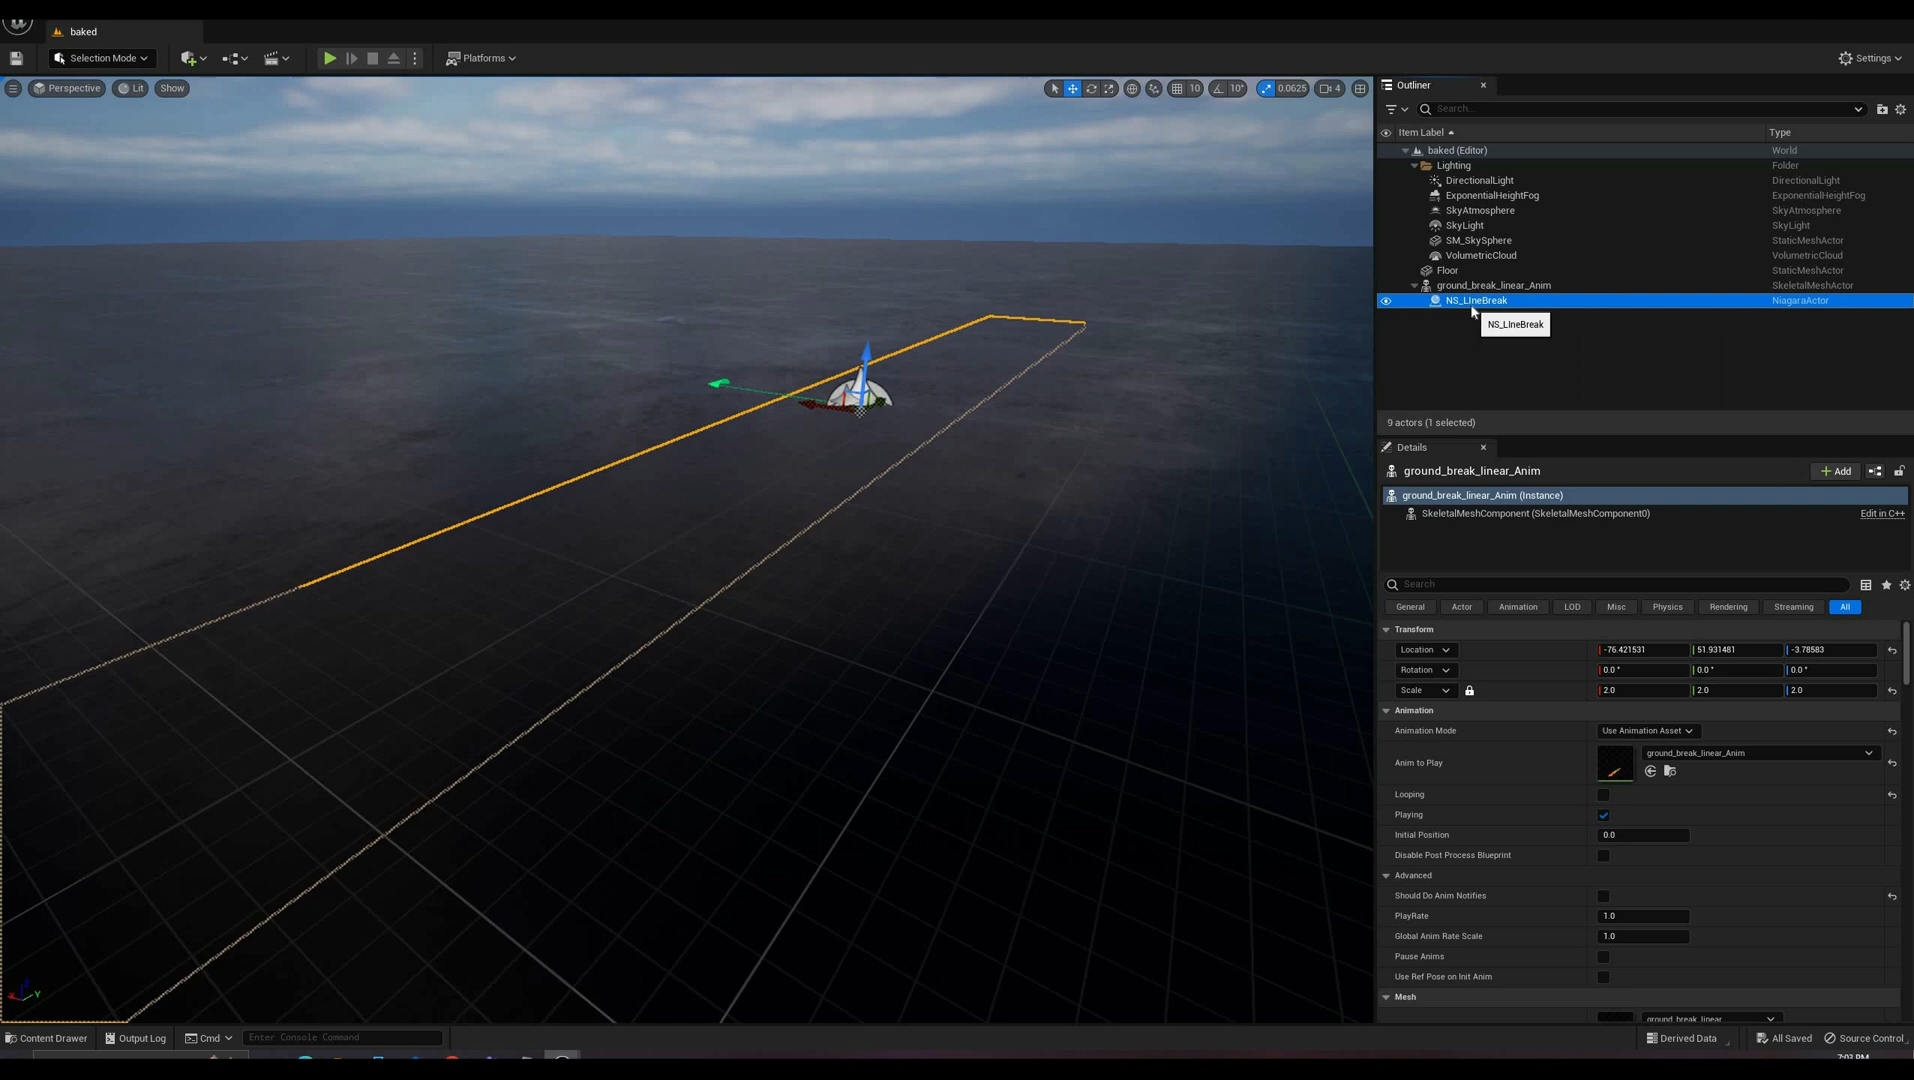 baked
Selection Mode
Platforms
Settings
Perspective
Lit
Show
10
10°
0.0625
4
Outliner
Search...
Item Label
Type
baked (Editor)
World
Lighting
Folder
DirectionalLight
DirectionalLight
ExponentialHeightFog
ExponentialHeightFog
SkyAtmosphere
SkyAtmosphere
SkyLight
SkyLight
SM_SkySphere
StaticMeshActor
VolumetricCloud
VolumetricCloud
Floor
StaticMeshActor
ground_break_linear_Anim
SkeletalMeshActor
NS_LIneBreak
NiagaraActor
NS_LIneBreak
9 actors (1 selected)
Details
ground_break_linear_Anim
Add
ground_break_linear_Anim (Instance)
SkeletalMeshComponent (SkeletalMeshComponent0)
Edit in C++
Search
General
Actor
Animation
LOD
Misc
Physics
Rendering
Streaming
All
Transform
Location
-76.421531
51.931481
-3.78583
Rotation
0.0 °
0.0 °
0.0 °
Scale
2.0
2.0
2.0
Animation
Animation Mode
Use Animation Asset
Anim to Play
ground_break_linear_Anim
Looping
Playing
Initial Position
0.0
Disable Post Process Blueprint
Advanced
Should Do Anim Notifies
PlayRate
1.0
Global Anim Rate Scale
1.0
Pause Anims
Use Ref Pose on Init Anim
Mesh
ground_break_linear
X
Y
Z
Content Drawer
Output Log
Cmd
Enter Console Command
Derived Data
All Saved
Source Control
7:03 PM